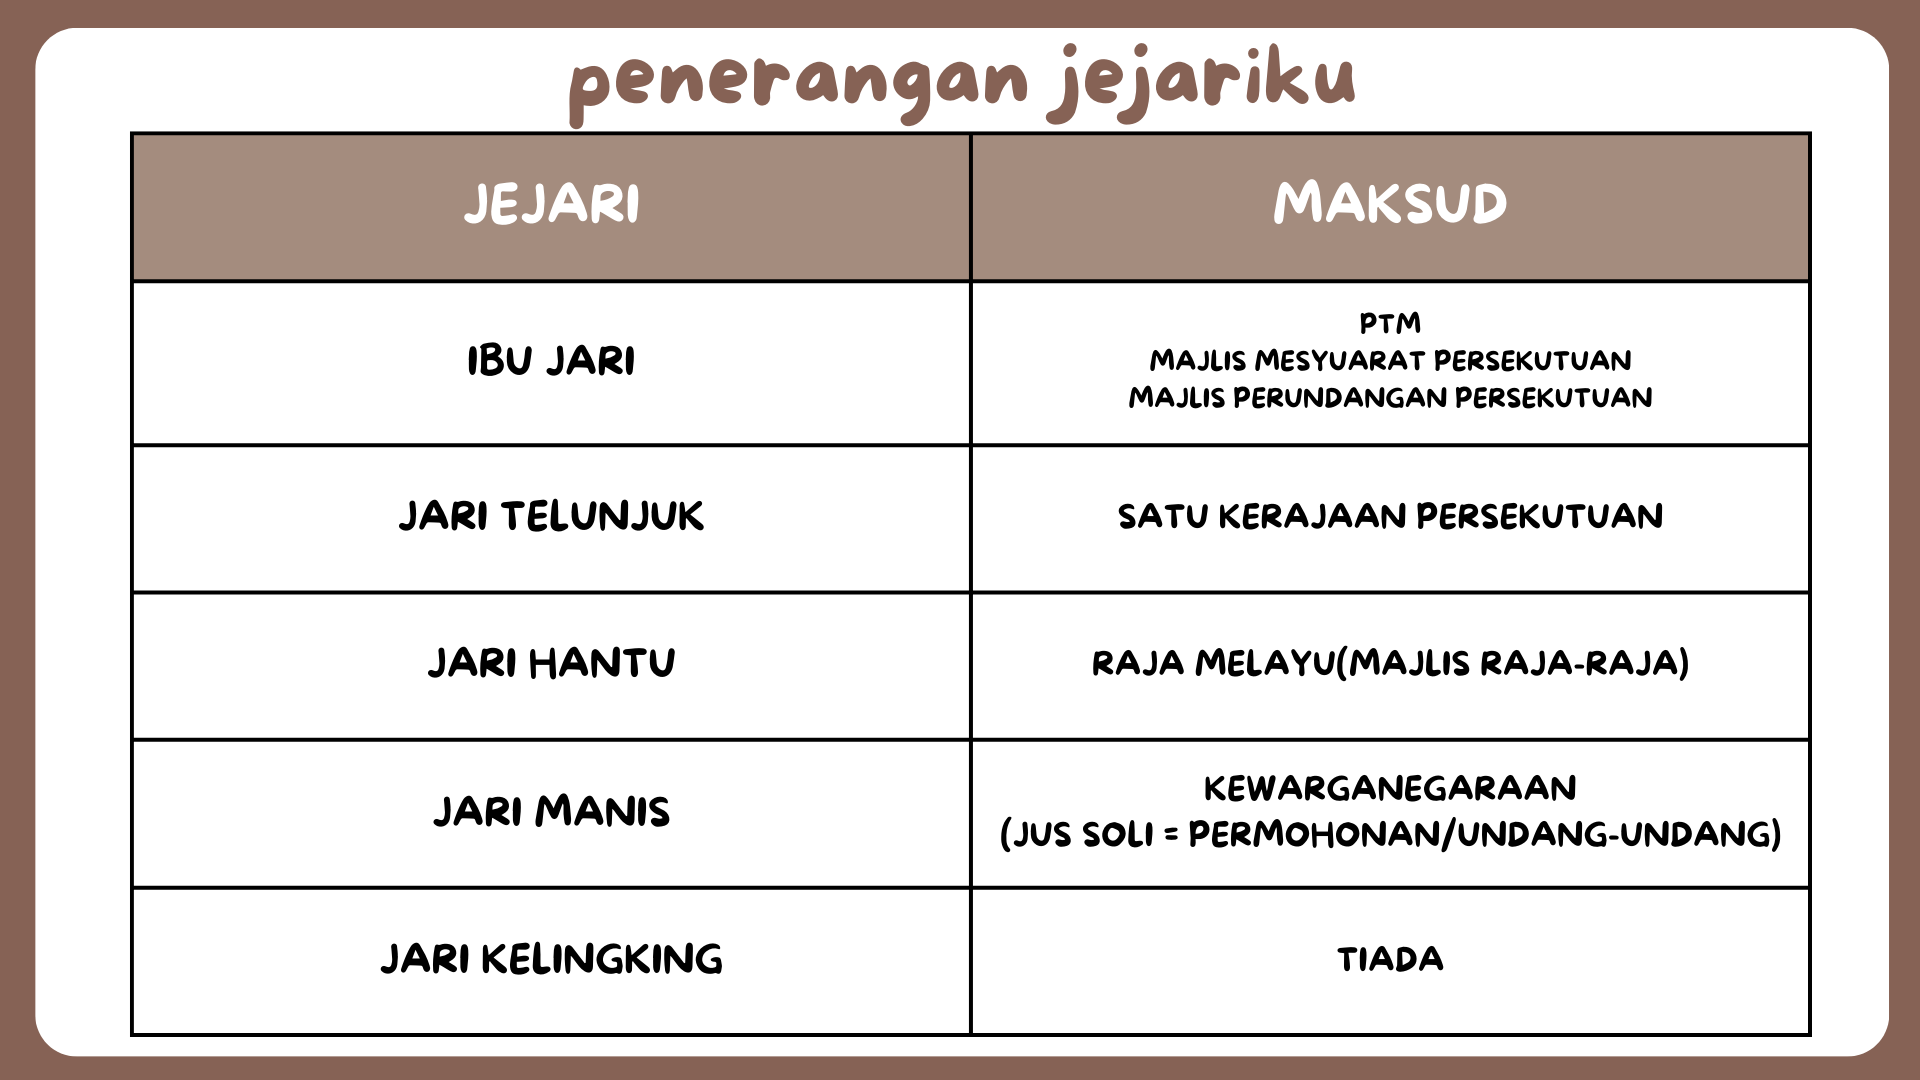 penerangan jejariku
JEJARI
MAKSUD
IBU JARI
PTM
MAJLIS MESYUARAT PERSEKUTUAN
MAJLIS PERUNDANGAN PERSEKUTUAN
JARI TELUNJUK
SATU KERAJAAN PERSEKUTUAN
JARI HANTU
RAJA MELAYU(MAJLIS RAJA-RAJA)
JARI MANIS
KEWARGANEGARAAN
(JUS SOLI = PERMOHONAN/UNDANG-UNDANG)
JARI KELINGKING
TIADA